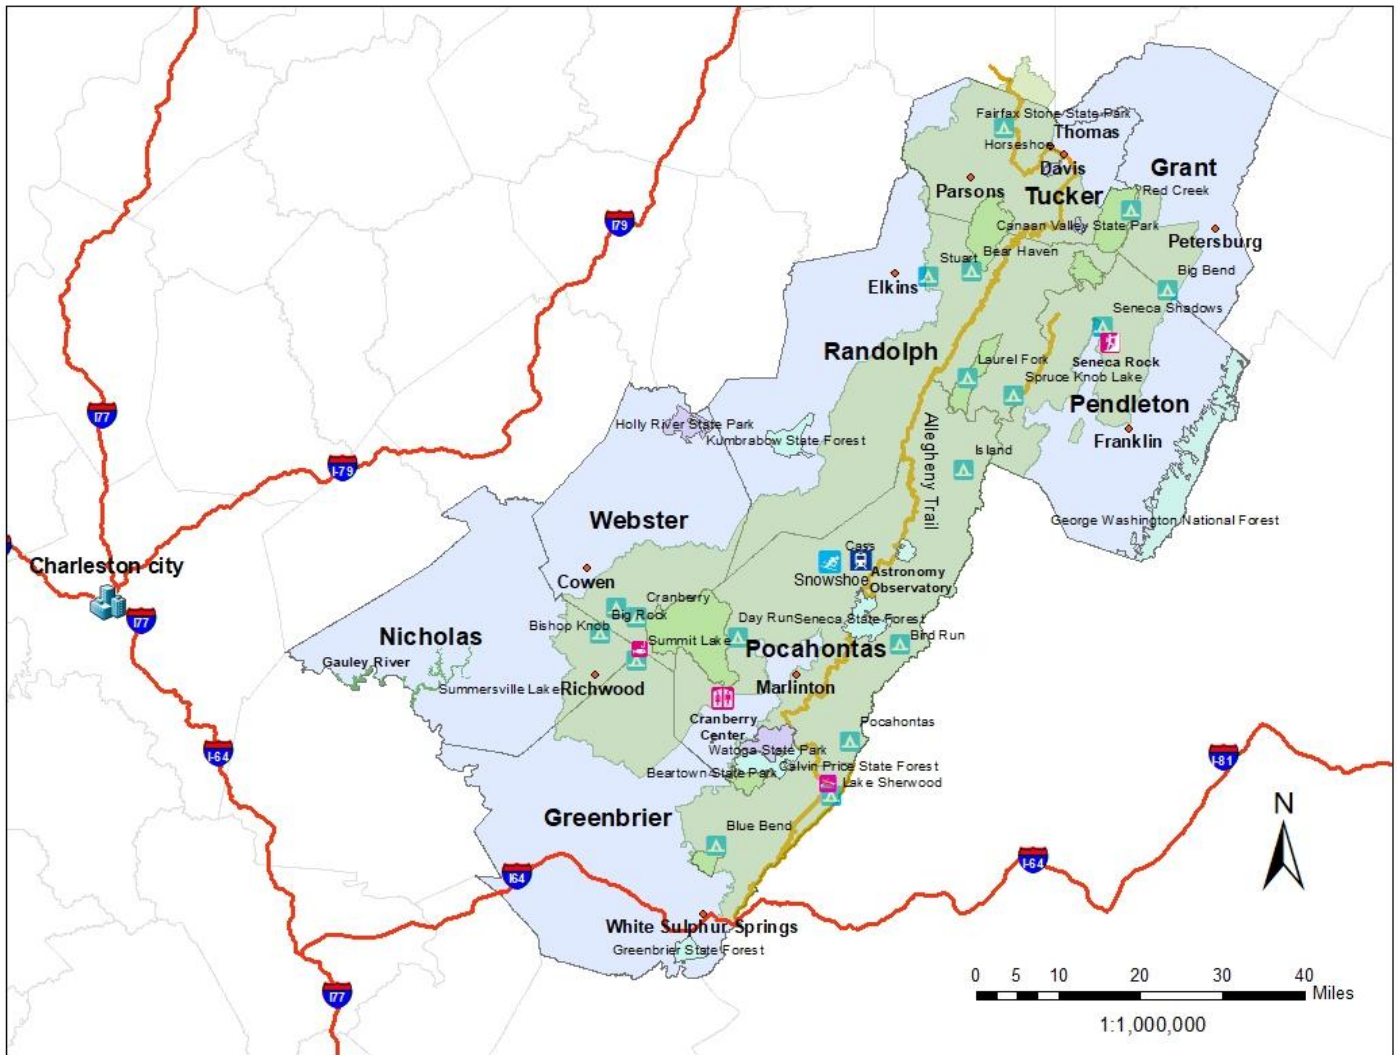 Fairfax Stone State Park
Thomas
Horseshoe
Davis
Grant
Parsons
Tucker
Red Creek
Canaan Valley State Park
Petersburg
I79
Bear Haven
Stuart
Elkins
Big Bend
Seneca Shadows
Randolph
Laurel Fork
Seneca Rock
Spruce Knob Lake
Pendleton
I77
Holly River State Park
Kumbrabow State Forest
Franklin
Allegheny Trail
Island
I-79
Webster
George Washington National Forest
Charleston city
Cass
Cowen
Snowshoe
Astronomy
Observatory
Cranberry
I77
Big Rock
Bishop Knob
Day Run
Seneca State Forest
Nicholas
Summit Lake
Pocahontas
Bird Run
Gauley River
Summersville Lake
Richwood
Marlinton
Cranberry
Center
Pocahontas
I-64
Watoga State Park
I-81
Beartown State Park
Calvin Price State Forest
Lake Sherwood
Greenbrier
Blue Bend
N
I64
I-64
White Sulphur Springs
Greenbrier State Forest
I77
0 5 10 20 30 40
Miles
1:1,000,000